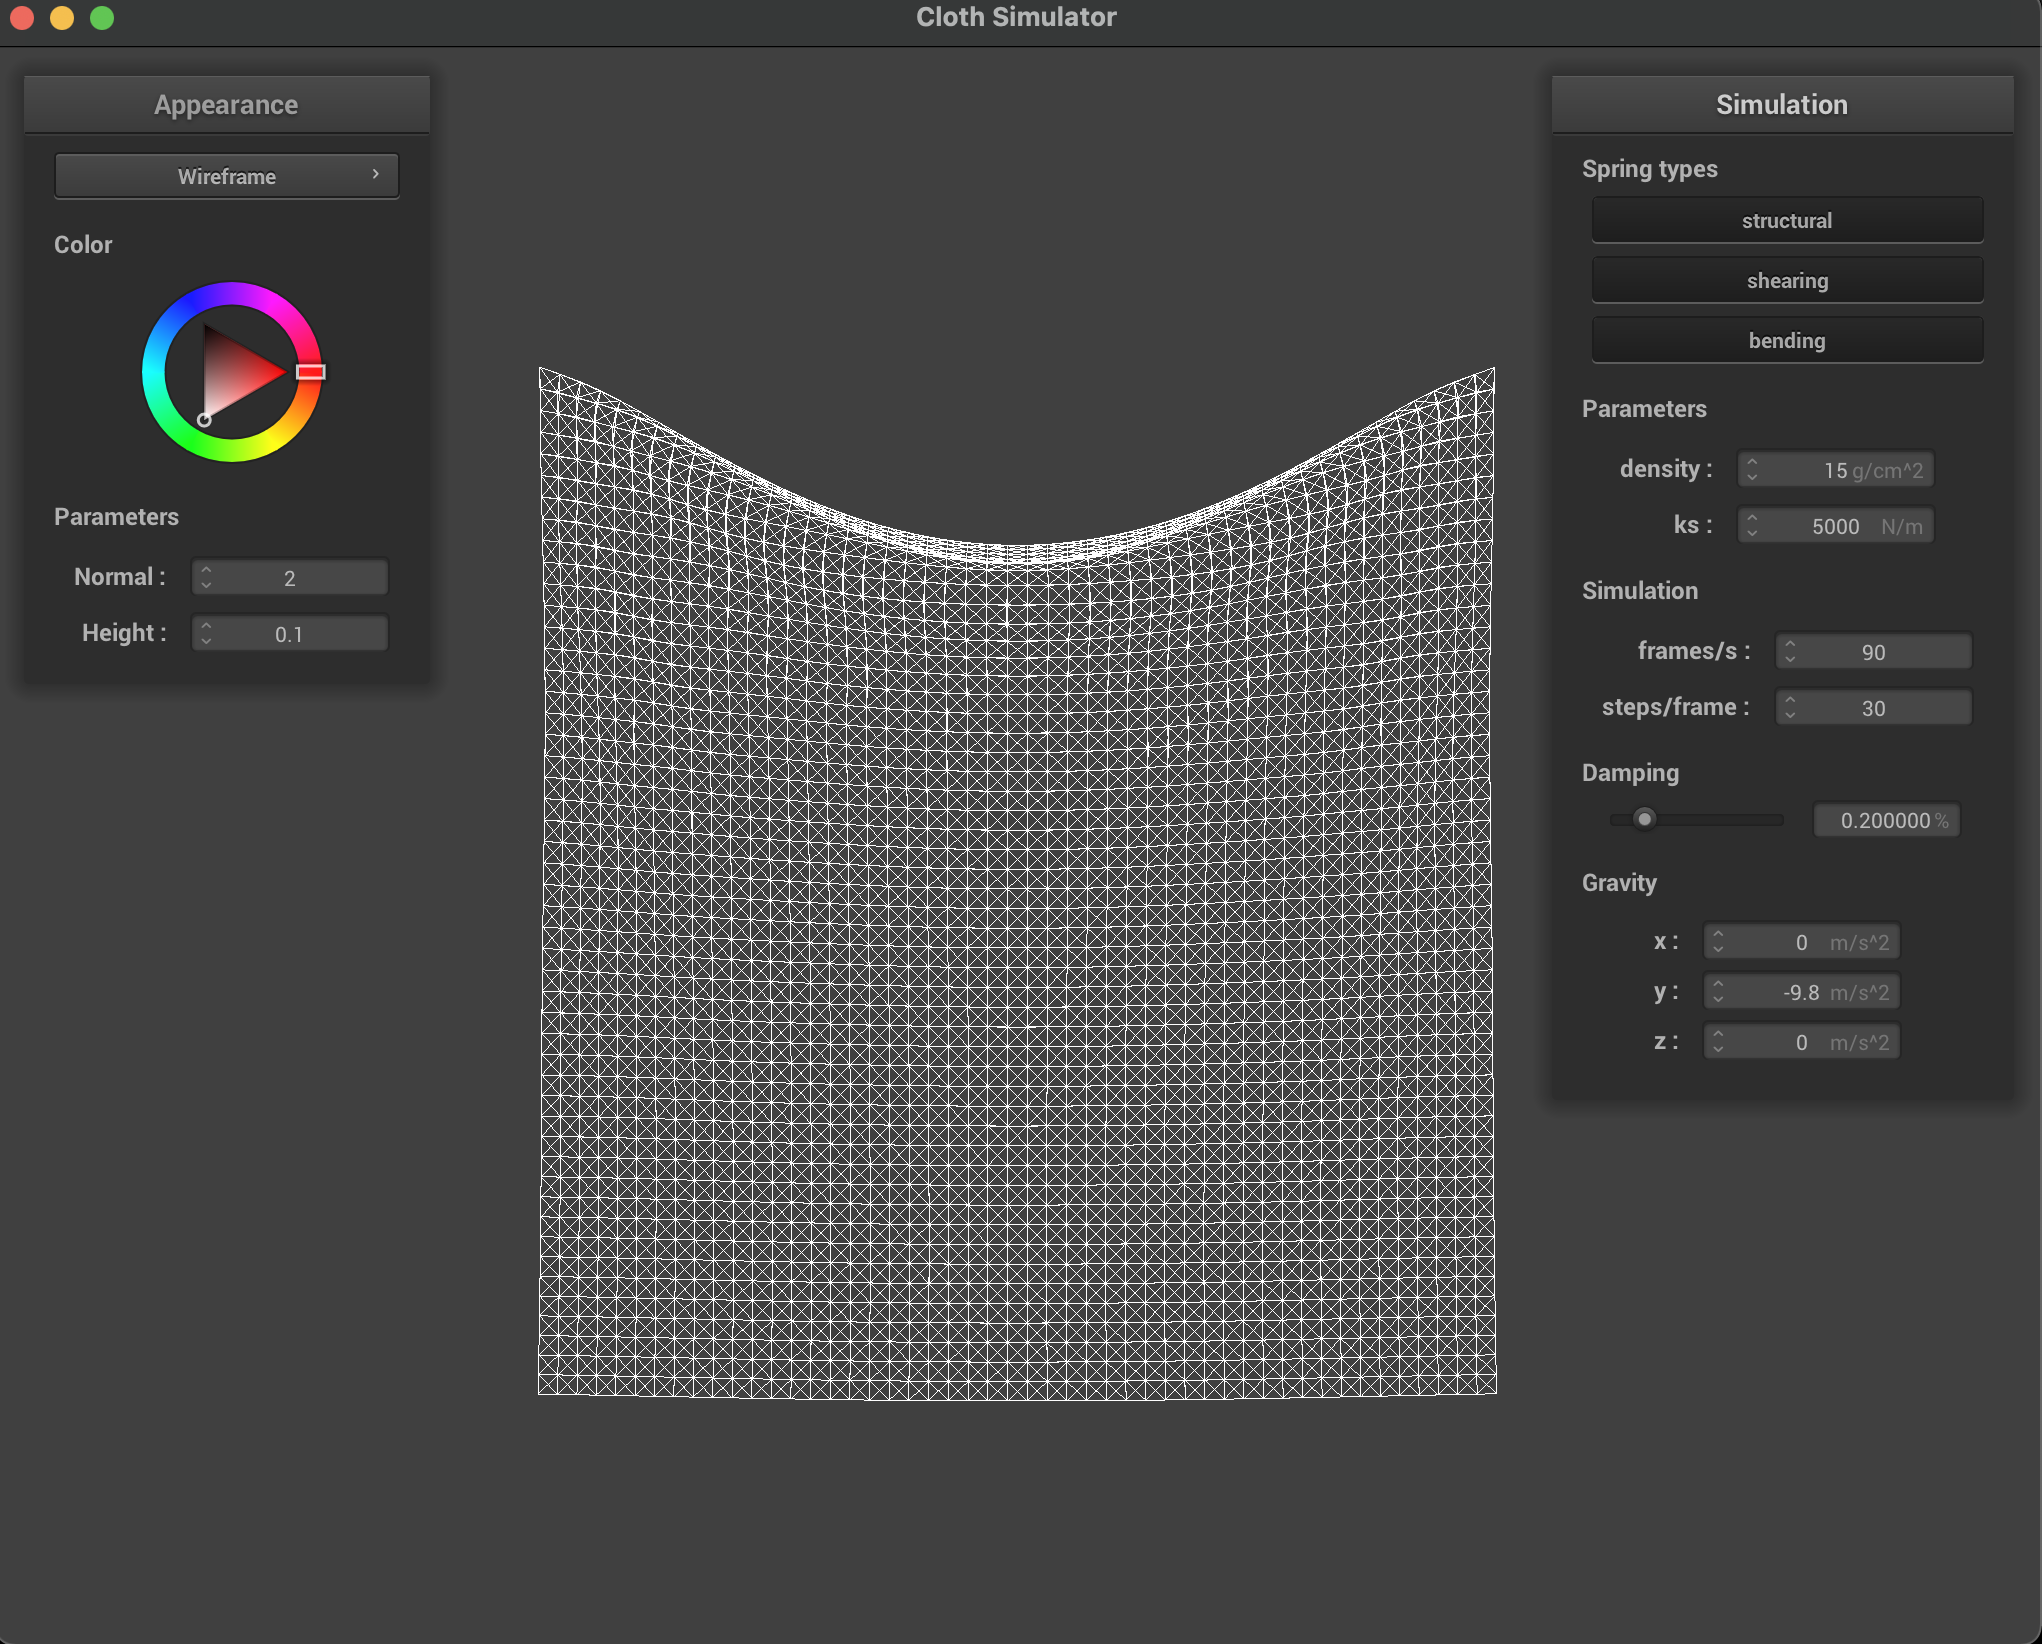 Cloth Simulator
Appearance
Wireframe
Color
Parameters
Normal : 2
Height : 0.1
Simulation
Spring types
structural
shearing
bending
Parameters
density : 15 g/cm^2
ks : 5000 N/m
Simulation
frames/s : 90
steps/frame : 30
Damping
0.200000 %
Gravity
x : 0 m/s^2
y : -9.8 m/s^2
z : 0 m/s^2